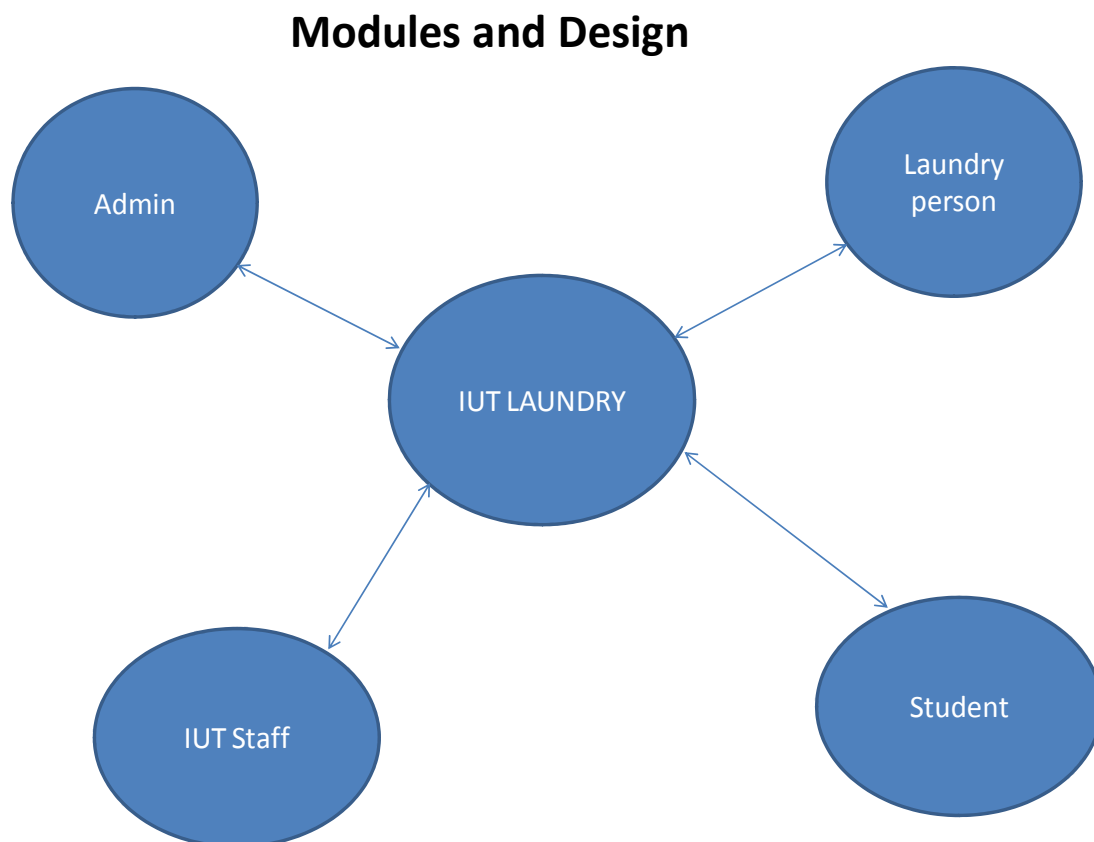 Modules and Design
Admin
Laundry
person
IUT LAUNDRY
IUT Staff
Student